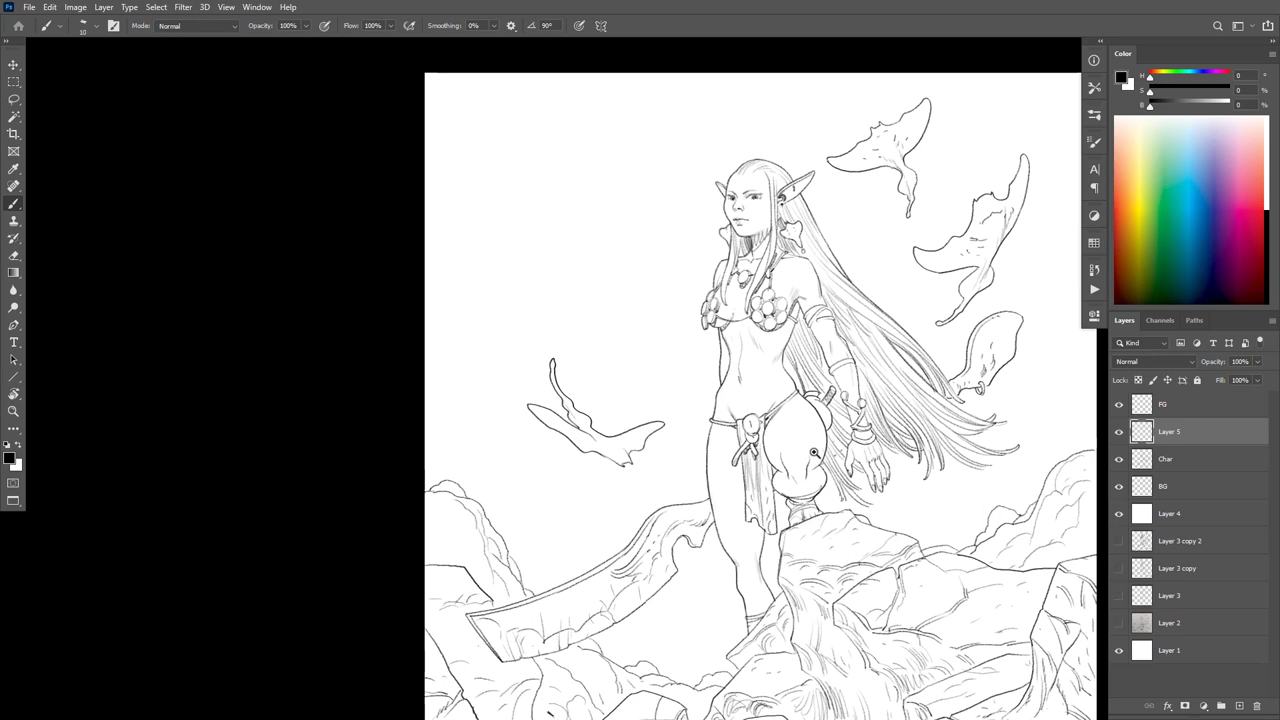 Ps File Edit Image Layer Type Select Filter 3D View Window Help
10 Mode: Normal Opacity: 100% Flow: 100% Smoothing: 0% 90°
Color
H 0 °
S 0 %
B 0 %
Layers Channels Paths
Kind
Normal Opacity: 100%
Lock: Fill: 100%
FG
Layer 5
Char
BG
Layer 4
Layer 3 copy 2
Layer 3 copy
Layer 3
Layer 2
Layer 1